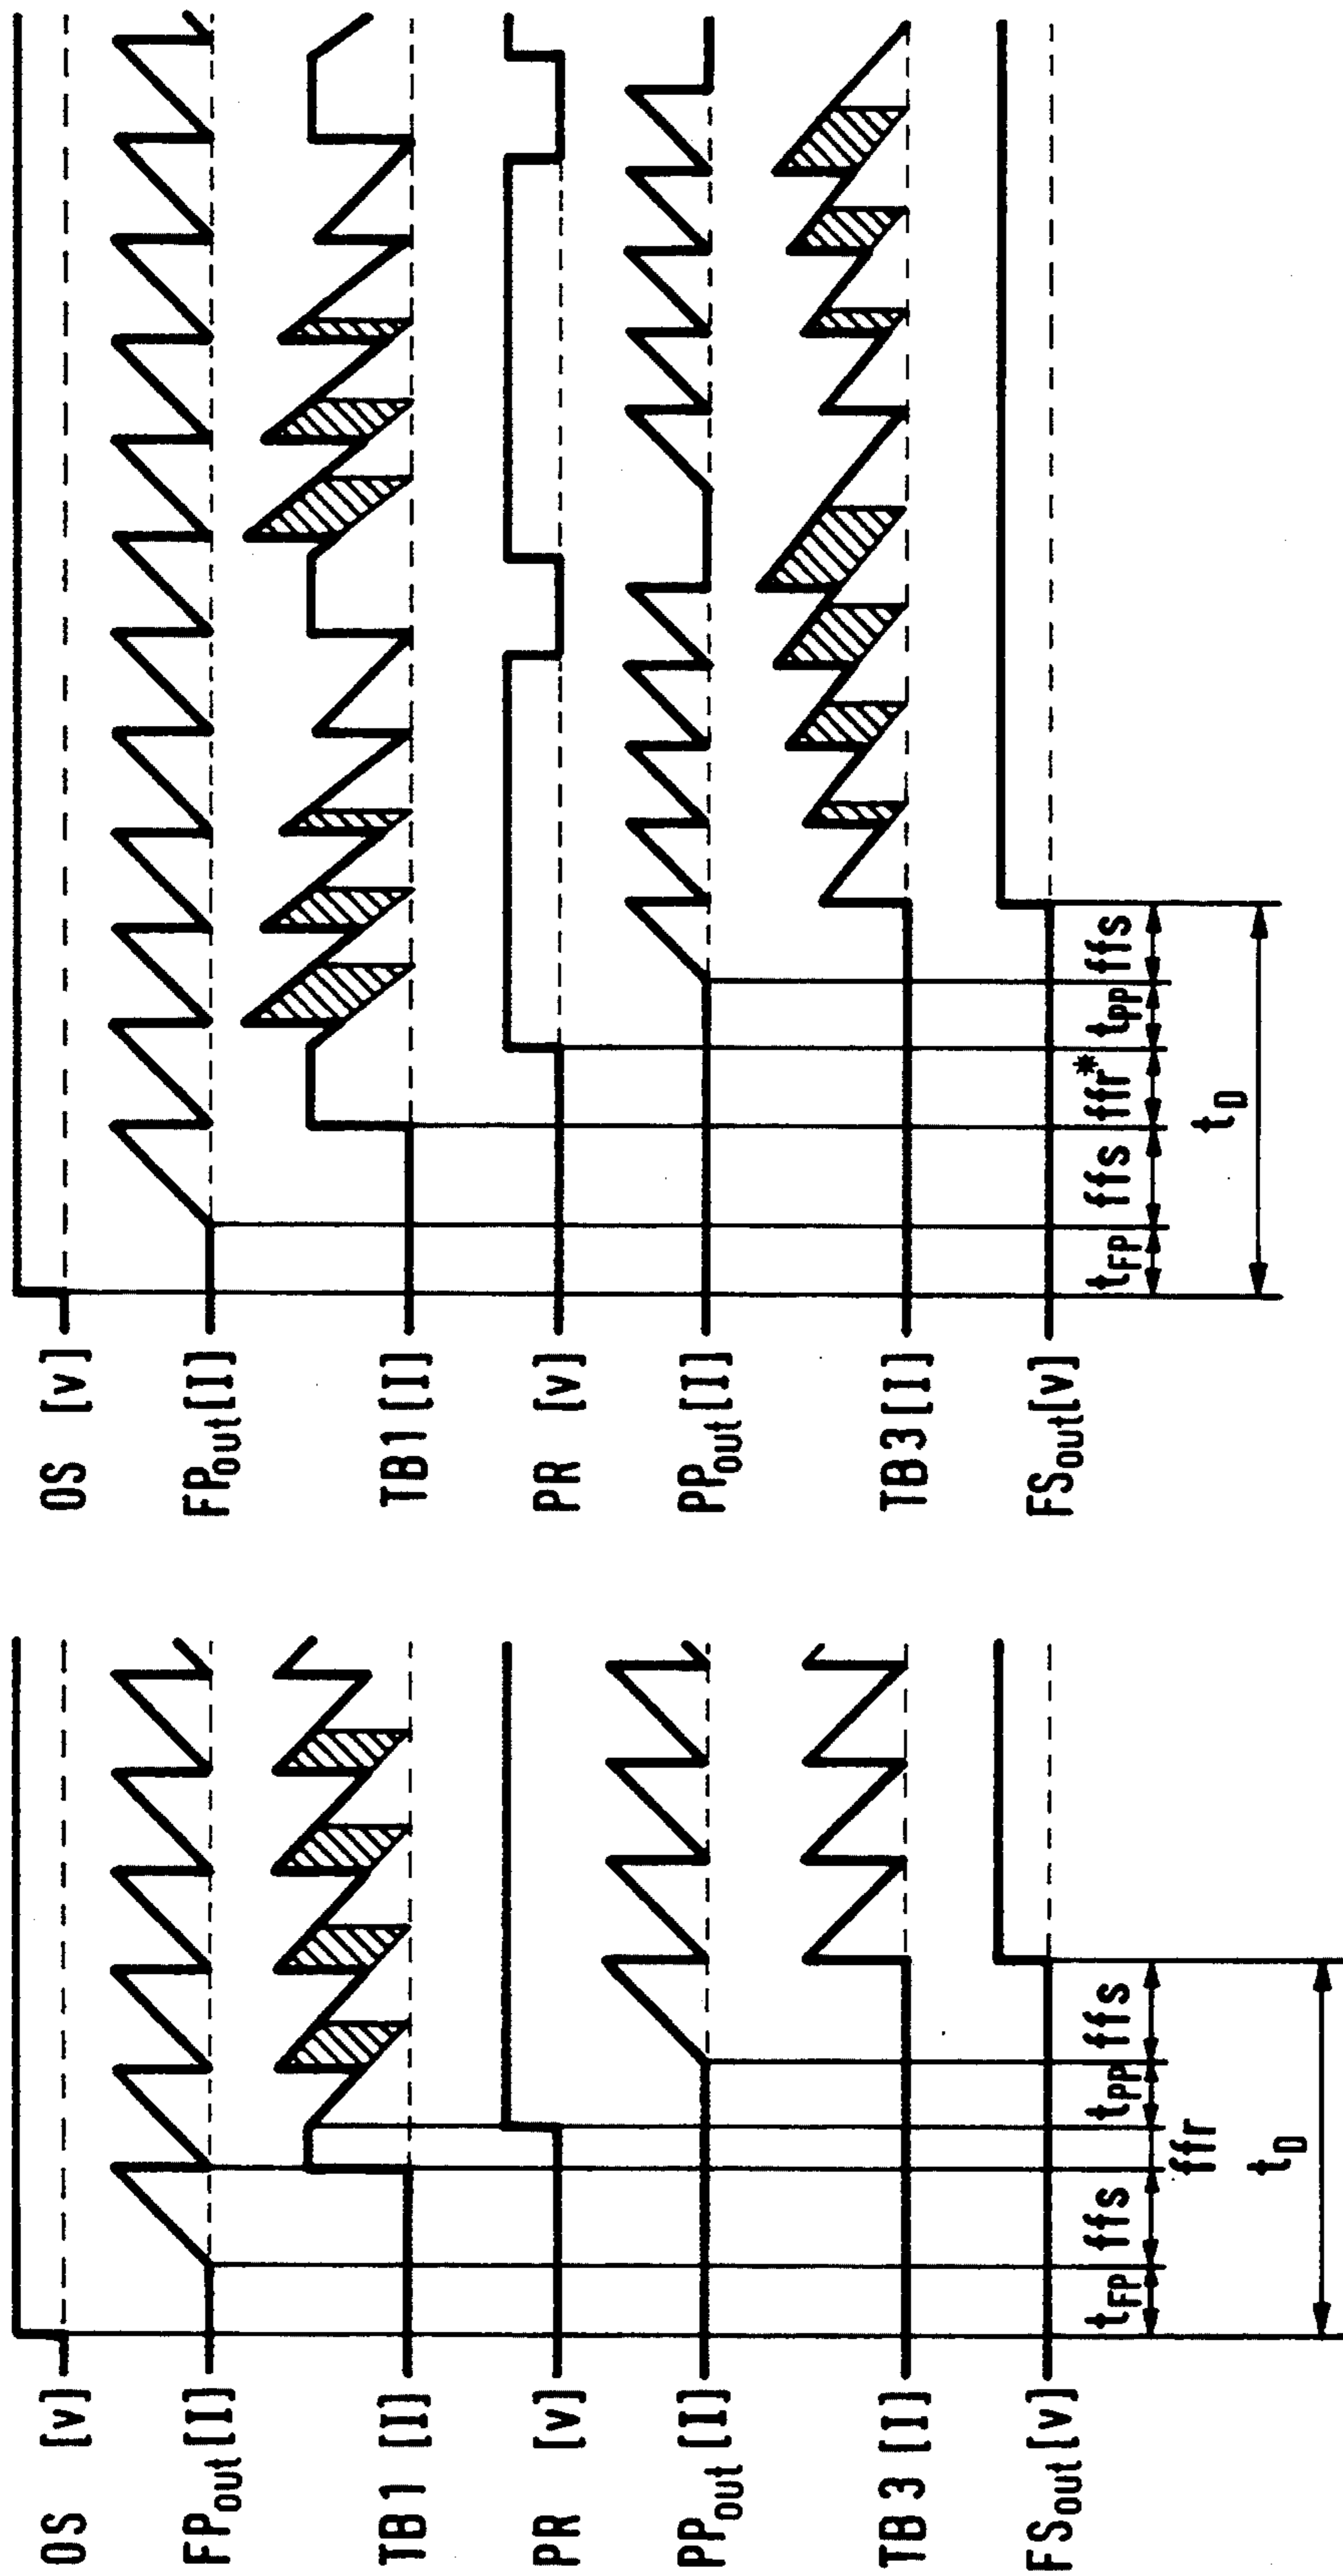 OS [v]
FPout [I]
TB1 [I]
PR [v]
PPout [I]
TB3 [I]
FSout [v]
tFP ffs ffr tPP ffs
tD
OS [v]
FPout [I]
TB1 [I]
PR [v]
PPout [I]
TB3 [I]
FSout [v]
tFP ffs ffr* tPP ffs
tD